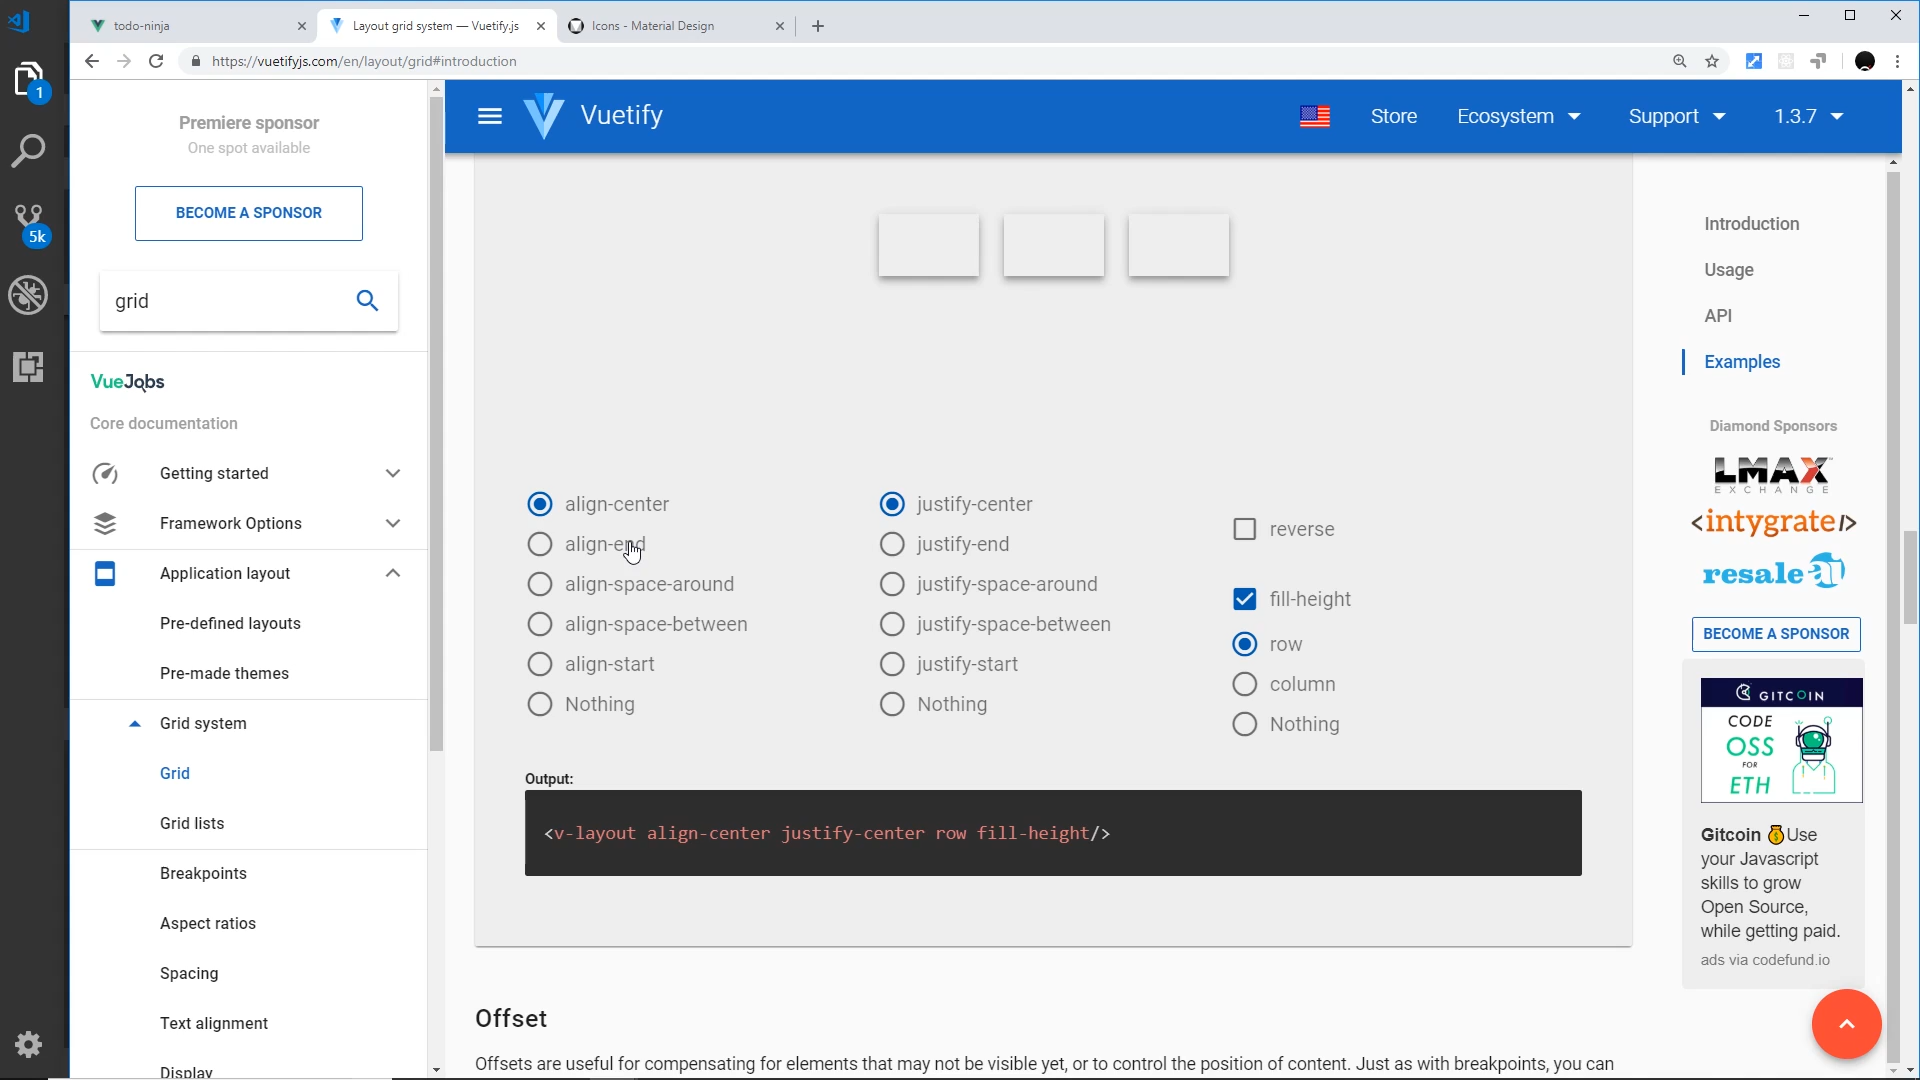 todo-ninja
Layout grid system — Vuetify.js
Icons - Material Design
https://vuetifyjs.com/en/layout/grid#introduction
1
5k
Premiere sponsor
One spot available
BECOME A SPONSOR
grid
VueJobs
Core documentation
Getting started
Framework Options
Application layout
Pre-defined layouts
Pre-made themes
Grid system
Grid
Grid lists
Breakpoints
Aspect ratios
Spacing
Text alignment
Display
Vuetify
Store
Ecosystem
Support
1.3.7
align-center
align-end
align-space-around
align-space-between
align-start
Nothing
justify-center
justify-end
justify-space-around
justify-space-between
justify-start
Nothing
reverse
fill-height
row
column
Nothing
Output:
<v-layout align-center justify-center row fill-height/>
Offset
Offsets are useful for compensating for elements that may not be visible yet, or to control the position of content. Just as with breakpoints, you can
Introduction
Usage
API
Examples
Diamond Sponsors
LMAX
EXCHANGE
<intygrate/>
resale
BECOME A SPONSOR
GITCOIN
CODE
OSS
FOR
ETH
Gitcoin 💰Use
your Javascript
skills to grow
Open Source,
while getting paid.
ads via codefund.io